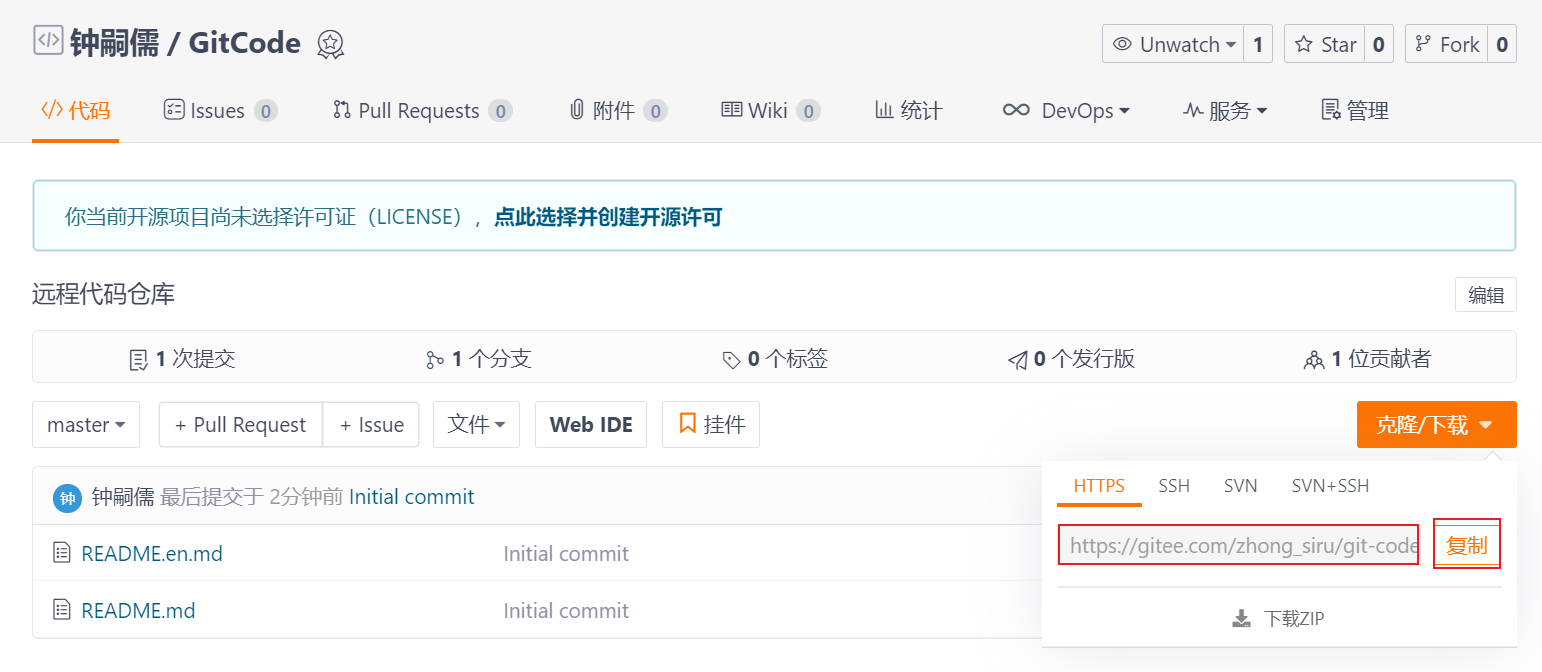 钟嗣儒 / GitCode
Unwatch 1 Star 0 Fork 0
代码 Issues 0 Pull Requests 0 附件 0 Wiki 0 统计 DevOps 服务 管理
你当前开源项目尚未选择许可证（LICENSE），点此选择并创建开源许可
远程代码仓库 编辑
1 次提交 1 个分支 0 个标签 0 个发行版 1 位贡献者
master + Pull Request + Issue 文件 Web IDE 挂件 克隆/下载
HTTPS SSH SVN SVN+SSH
钟 钟嗣儒 最后提交于 2分钟前 Initial commit
https://gitee.com/zhong_siru/git-code 复制
README.en.md Initial commit
README.md Initial commit
下载ZIP